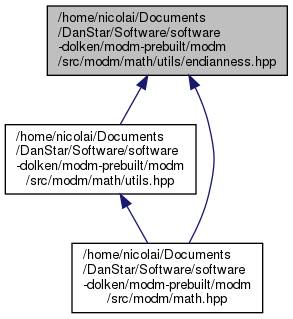 /home/nicolai/Documents
/DanStar/Software/software
-dolken/modm-prebuilt/modm
/src/modm/math/utils/endianness.hpp
/home/nicolai/Documents
/DanStar/Software/software
-dolken/modm-prebuilt/modm
/src/modm/math/utils.hpp
/home/nicolai/Documents
/DanStar/Software/software
-dolken/modm-prebuilt/modm
/src/modm/math.hpp